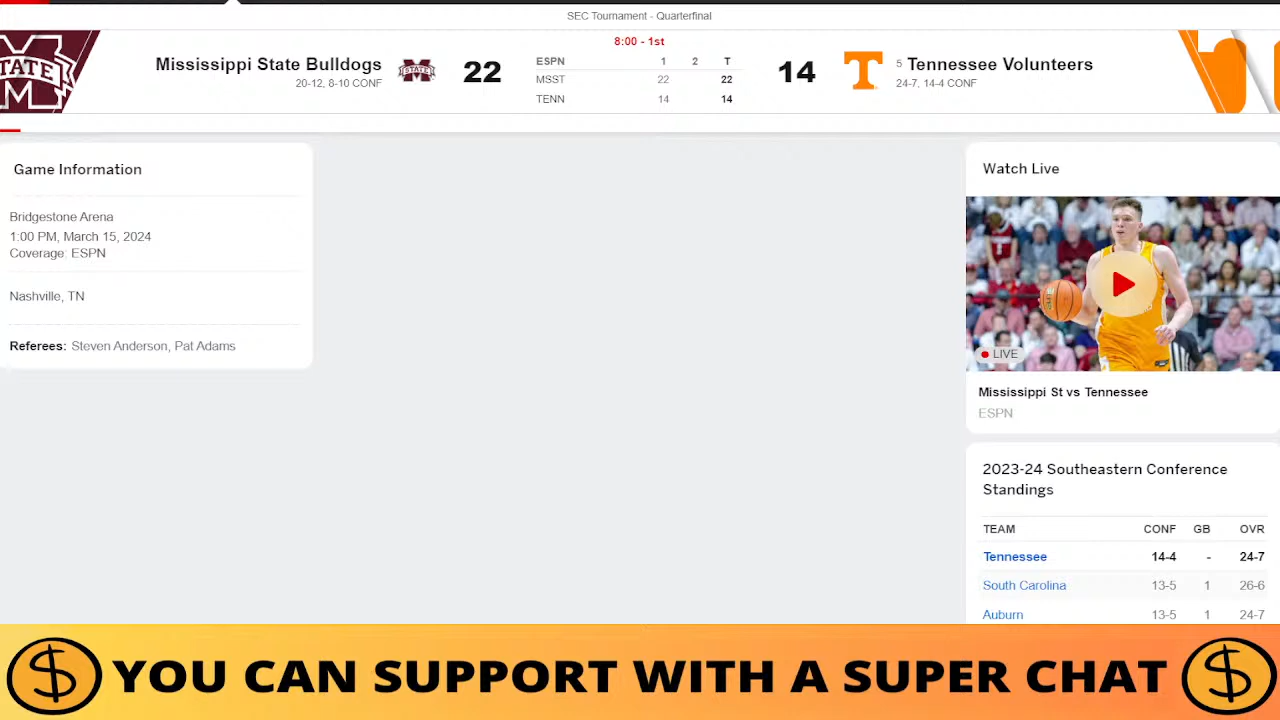 SEC Tournament - Quarterfinal
8:00 - 1st
STATE
M
Mississippi State Bulldogs
20-12, 8-10 CONF
STATE
22
ESPN 1 2 T
MSST 22 22
TENN 14 14
14
T
5 Tennessee Volunteers
24-7, 14-4 CONF
Game Information
Bridgestone Arena
1:00 PM, March 15, 2024
Coverage: ESPN
Nashville, TN
Referees: Steven Anderson, Pat Adams
Watch Live
LIVE
Mississippi St vs Tennessee
ESPN
2023-24 Southeastern Conference
Standings
TEAM CONF GB OVR
Tennessee 14-4 - 24-7
South Carolina 13-5 1 26-6
Auburn 13-5 1 24-7
$ YOU CAN SUPPORT WITH A SUPER CHAT $